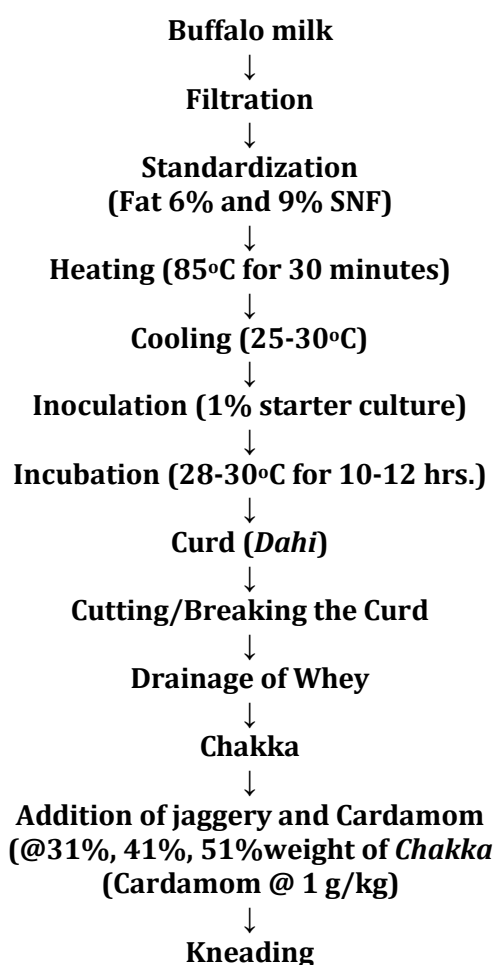 Buffalo milk
↓
Filtration
↓
Standardization
(Fat 6% and 9% SNF)
↓
Heating (85°C for 30 minutes)
↓
Cooling (25-30°C)
↓
Inoculation (1% starter culture)
↓
Incubation (28-30°C for 10-12 hrs.)
↓
Curd (Dahi)
↓
Cutting/Breaking the Curd
↓
Drainage of Whey
↓
Chakka
↓
Addition of jaggery and Cardamom
(@31%, 41%, 51%weight of Chakka
(Cardamom @ 1 g/kg)
↓
Kneading